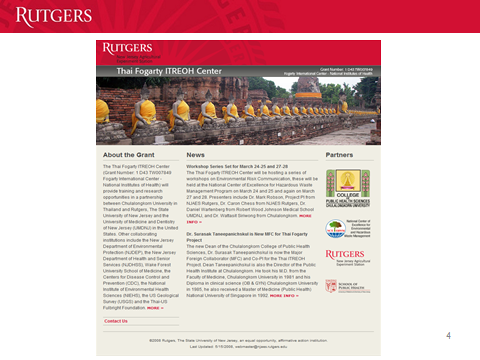 RUTGERS
RUTGERS
New Jersey Agricultural
Experiment Station
Thai Fogarty ITREOH Center
Grant Number: 1 D43 TW007849
Fogarty International Center - National Institutes of Health
About the Grant
The Thai Fogarty ITREOH Center
(Grant Number: 1 D43 TW007849
Fogarty International Center -
National Institutes of Health) will
provide training and research
opportunities in a partnership
between Chulalongkorn University in
Thailand and Rutgers, The State
University of New Jersey and the
University of Medicine and Dentistry
of New Jersey (UMDNJ) in the United
States. Other collaborating
institutions include the New Jersey
Department of Environmental
Protection (NJDEP), the New Jersey
Department of Health and Senior
Services (NJDHSS), Wake Forest
University School of Medicine, the
Centers for Disease Control and
Prevention (CDC), the National
Institute of Environmental Health
Sciences (NIEHS), the US Geological
Survey (USGS) and the Thai-US
Fulbright Foundation. MORE »
Contact Us
News
Workshop Series Set for March 24-25 and 27-28
The Thai Fogarty ITREOH Center will be hosting a series of
workshops on Environmental Risk Communication, these will be
held at the National Center of Excellence for Hazardous Waste
Management Program on March 24 and 25 and again on March
27 and 28. Presenters include Dr. Mark Robson, Project PI from
NJAES Rutgers, Dr. Caron Chess from NJAES Rutgers, Dr.
Daniel Wartenberg from Robert Wood Johnson Medical School
UMDNJ, and Dr. Wattasit Siriwong from Chulalongkorn. MORE
INFO »
Dr. Surasak Taneepanichskul is New MFC for Thai Fogarty
Project
The new Dean of the Chulalongkorn College of Public Health
Sciences, Dr. Surasak Taneepanichskul is now the Major
Foreign Collaborator (MFC) and Co-PI for the Thai ITREOH
Project. Dean Taneepanichskul is also the Director of the Public
Health Institute at Chulalongkorn. He took his M.D. from the
Faculty of Medicine, Chulalongkorn University in 1981 and his
Diploma in clinical science (OB & GYN) Chulalongkorn University
in 1985, he also received a Master of Medicine (Public Health)
National University of Singapore in 1992. MORE INFO »
Partners
COLLEGE
OF
PUBLIC HEALTH SCIENCES
CHULALONGKORN UNIVERSITY
National Center of
Excellence for
Environmental
and Hazardous
Waste Management
RUTGERS
New Jersey Agricultural
Experiment Station
SCHOOL OF
PUBLIC HEALTH
©2008 Rutgers, The State University of New Jersey, an equal opportunity, affirmative action institution.
4